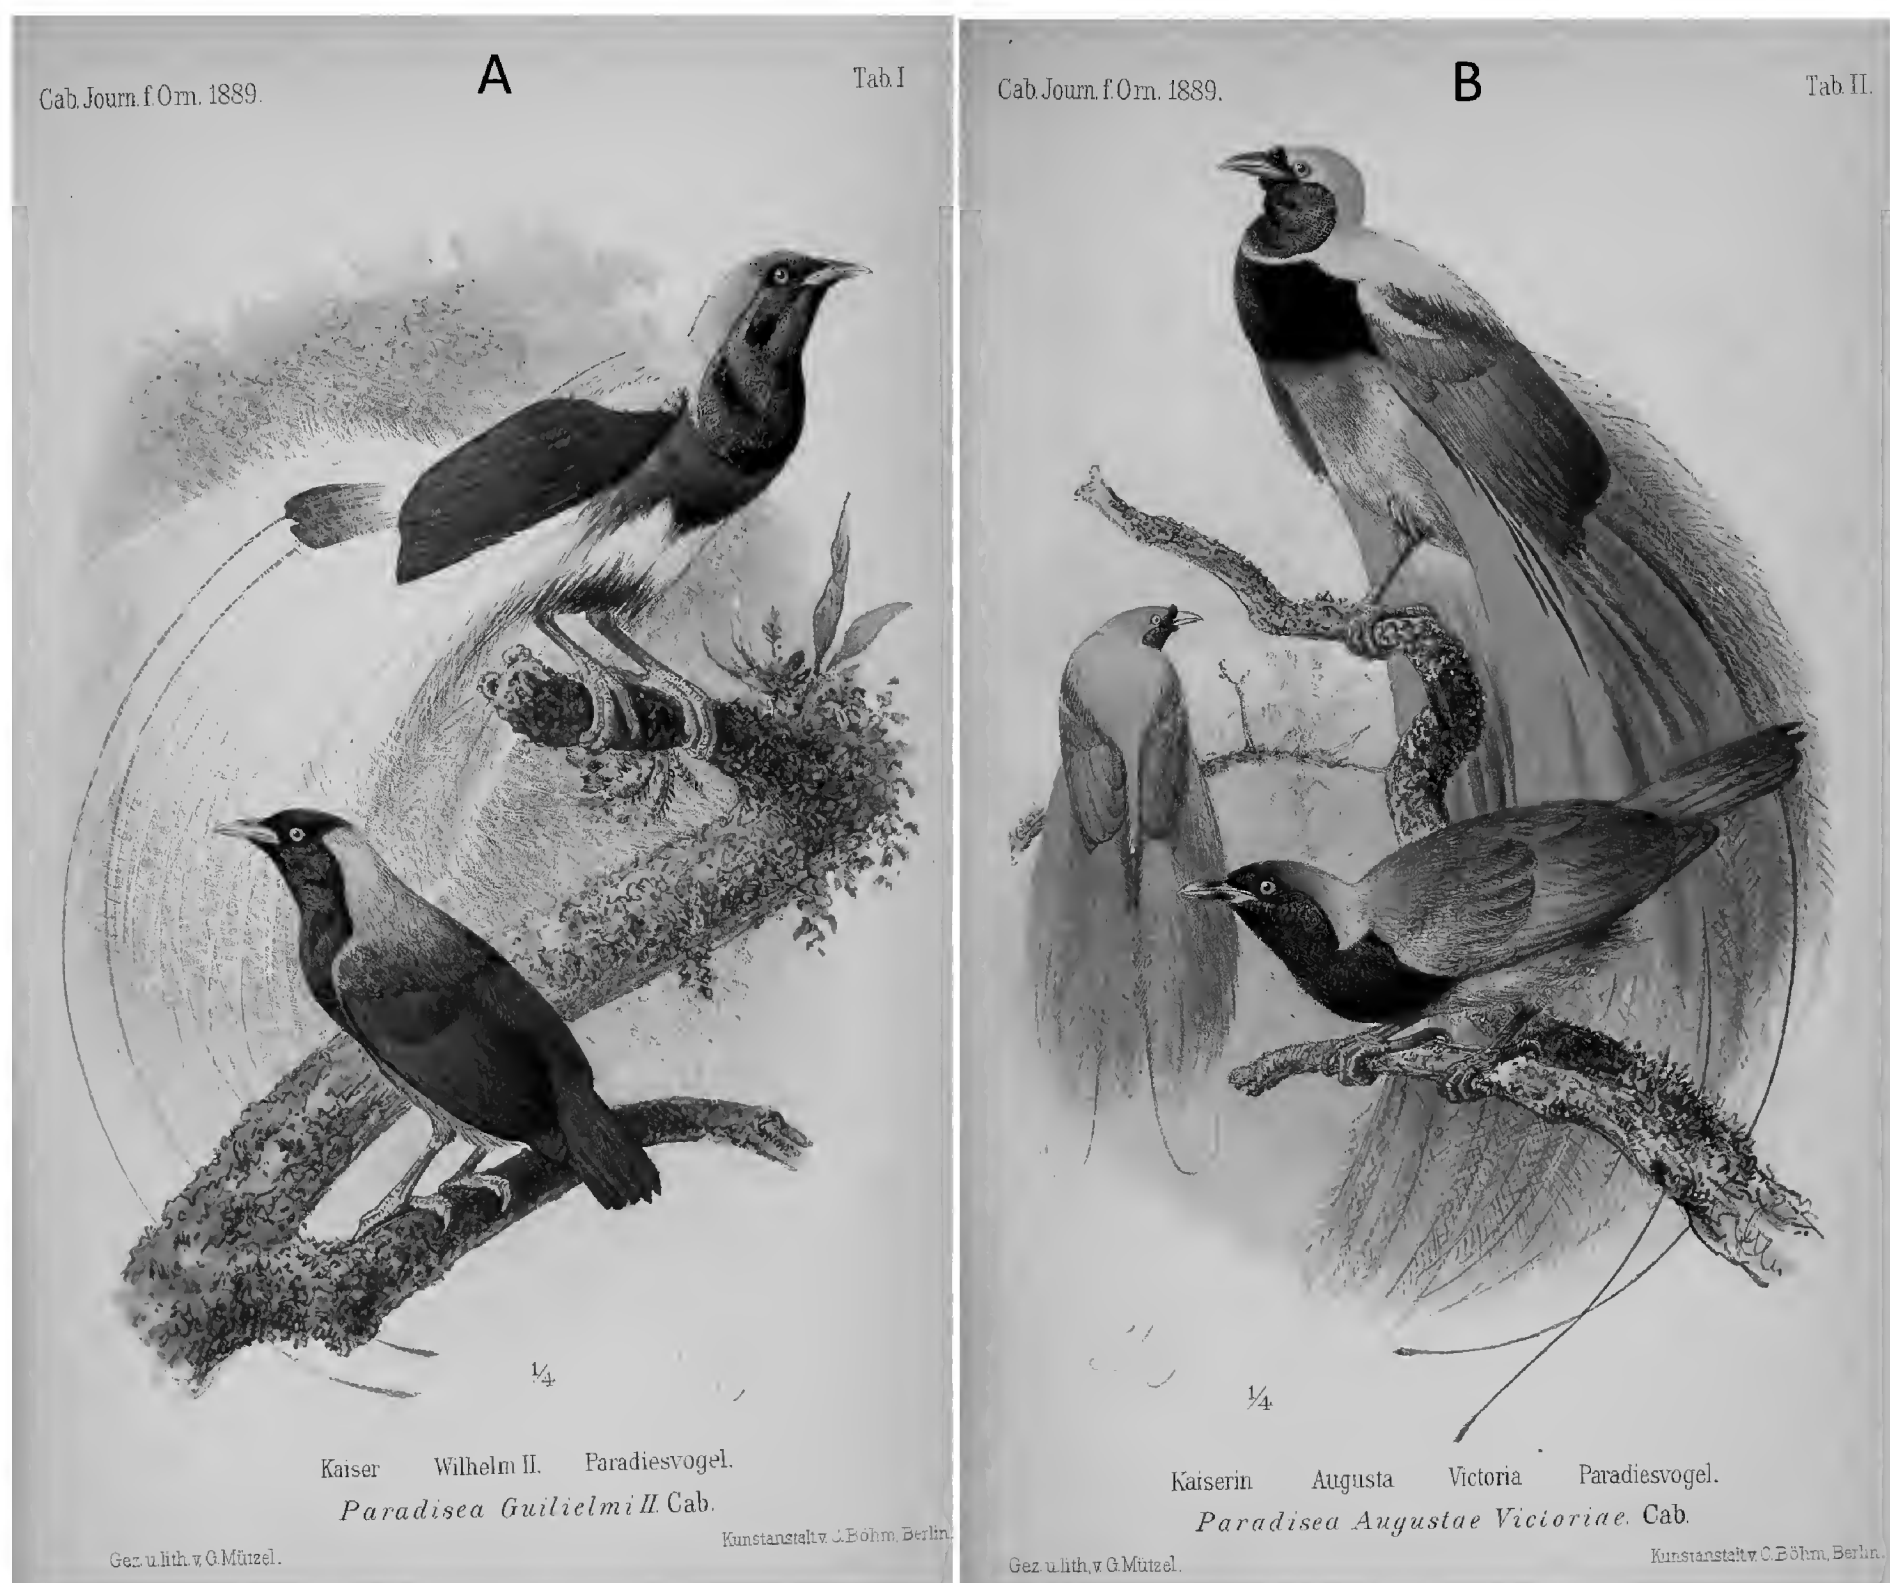 A
Cab. Journ. f. Orn. 1889.
Tab. I
1/4
Kaiser Wilhelm II. Paradiesvogel.
Paradisea Guilielmi II. Cab.
Kunstanstalt v. C. Böhm, Berlin.
Gez. u. lith. v. G. Mützel.
B
Cab. Journ. f. Orn. 1889.
Tab. II.
1/4
Kaiserin Augusta Victoria Paradiesvogel.
Paradisea Augustae Victoriae. Cab.
Kunstanstalt v. C. Böhm, Berlin.
Gez. u. lith. v. G. Mützel.